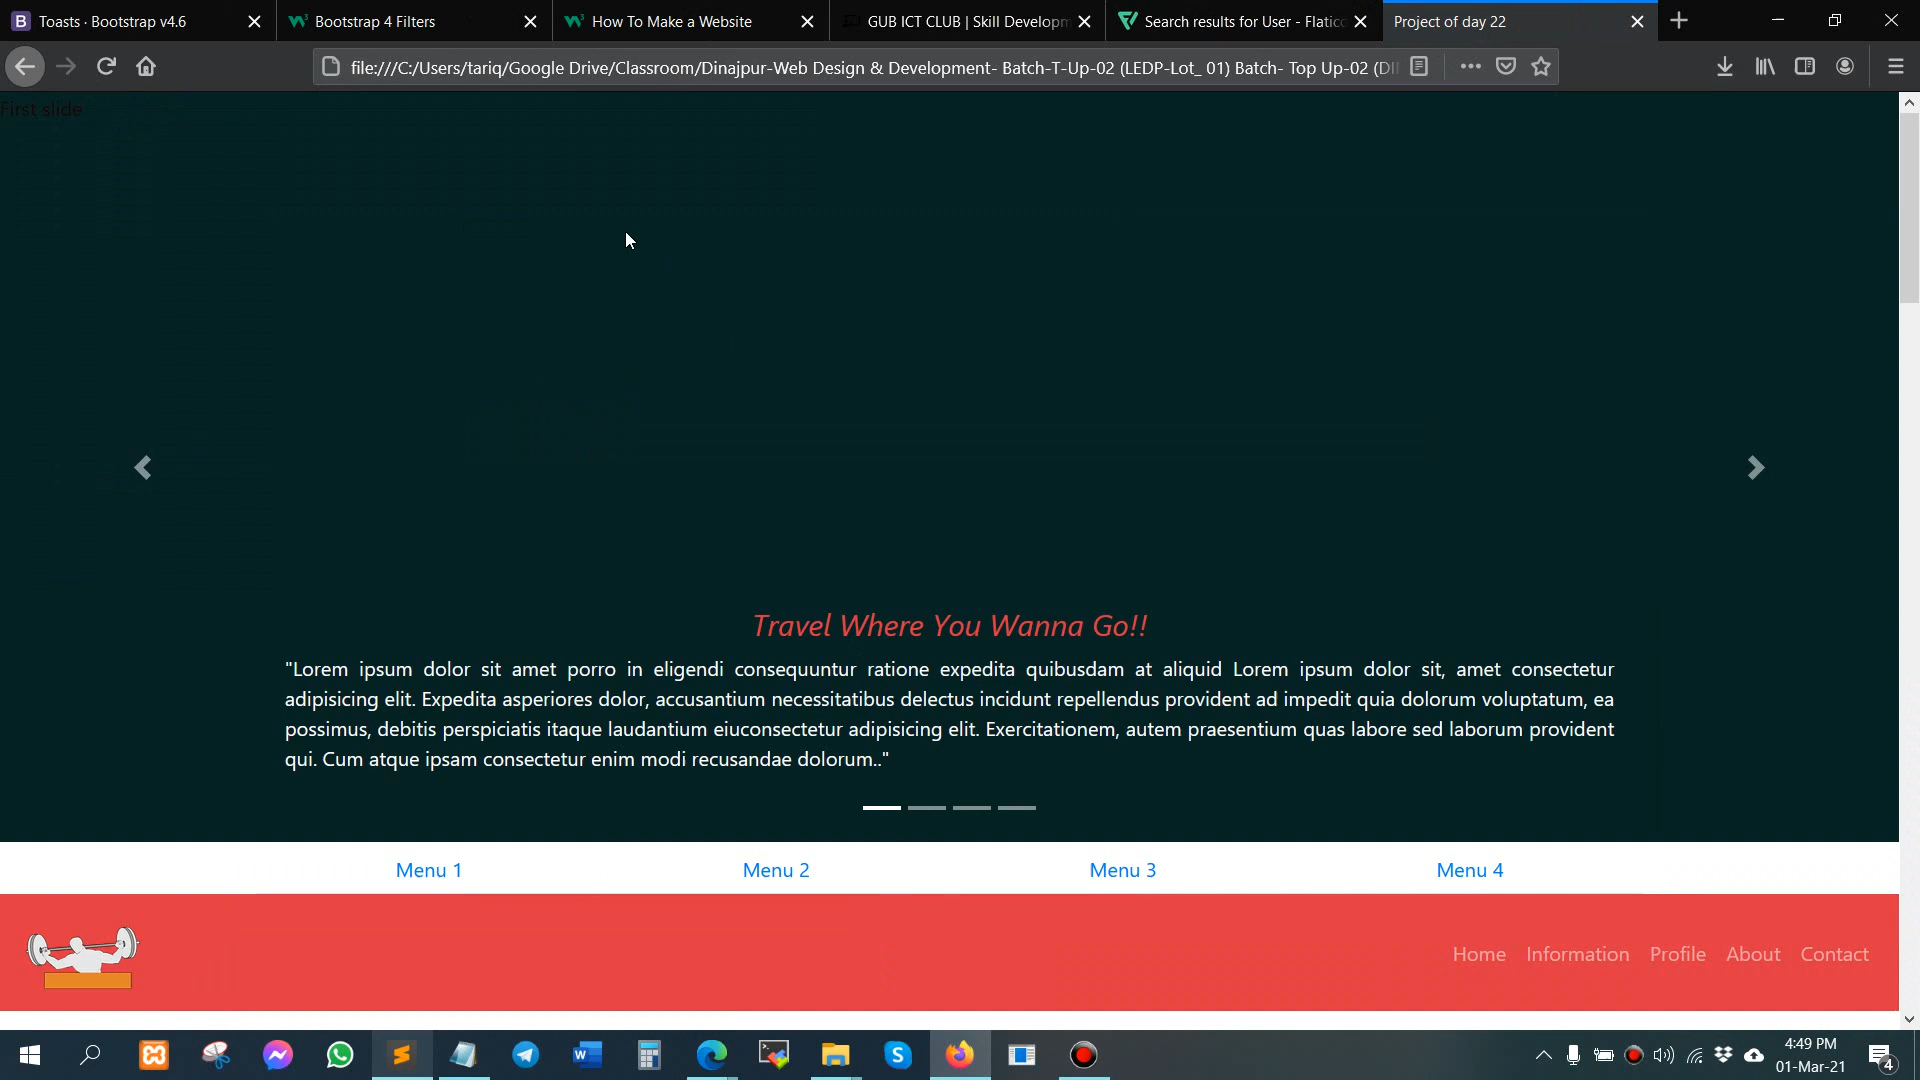 Toasts · Bootstrap v4.6
Bootstrap 4 Filters
How To Make a Website
GUB ICT CLUB | Skill Developm
Search results for User - Flatic
Project of day 22
file:///C:/Users/tariq/Google Drive/Classroom/Dinajpur-Web Design & Development- Batch-T-Up-02 (LEDP-Lot_ 01) Batch- Top Up-02 (DI
First slide
Travel Where You Wanna Go!!
"Lorem ipsum dolor sit amet porro in eligendi consequuntur ratione expedita quibusdam at aliquid Lorem ipsum dolor sit, amet consectetur
adipisicing elit. Expedita asperiores dolor, accusantium necessitatibus delectus incidunt repellendus provident ad impedit quia dolorum voluptatum, ea
possimus, debitis perspiciatis itaque laudantium eiuconsectetur adipisicing elit. Exercitationem, autem praesentium quas labore sed laborum provident
qui. Cum atque ipsam consectetur enim modi recusandae dolorum.."
Menu 1
Menu 2
Menu 3
Menu 4
Home
Information
Profile
About
Contact
4:49 PM
01-Mar-21
4